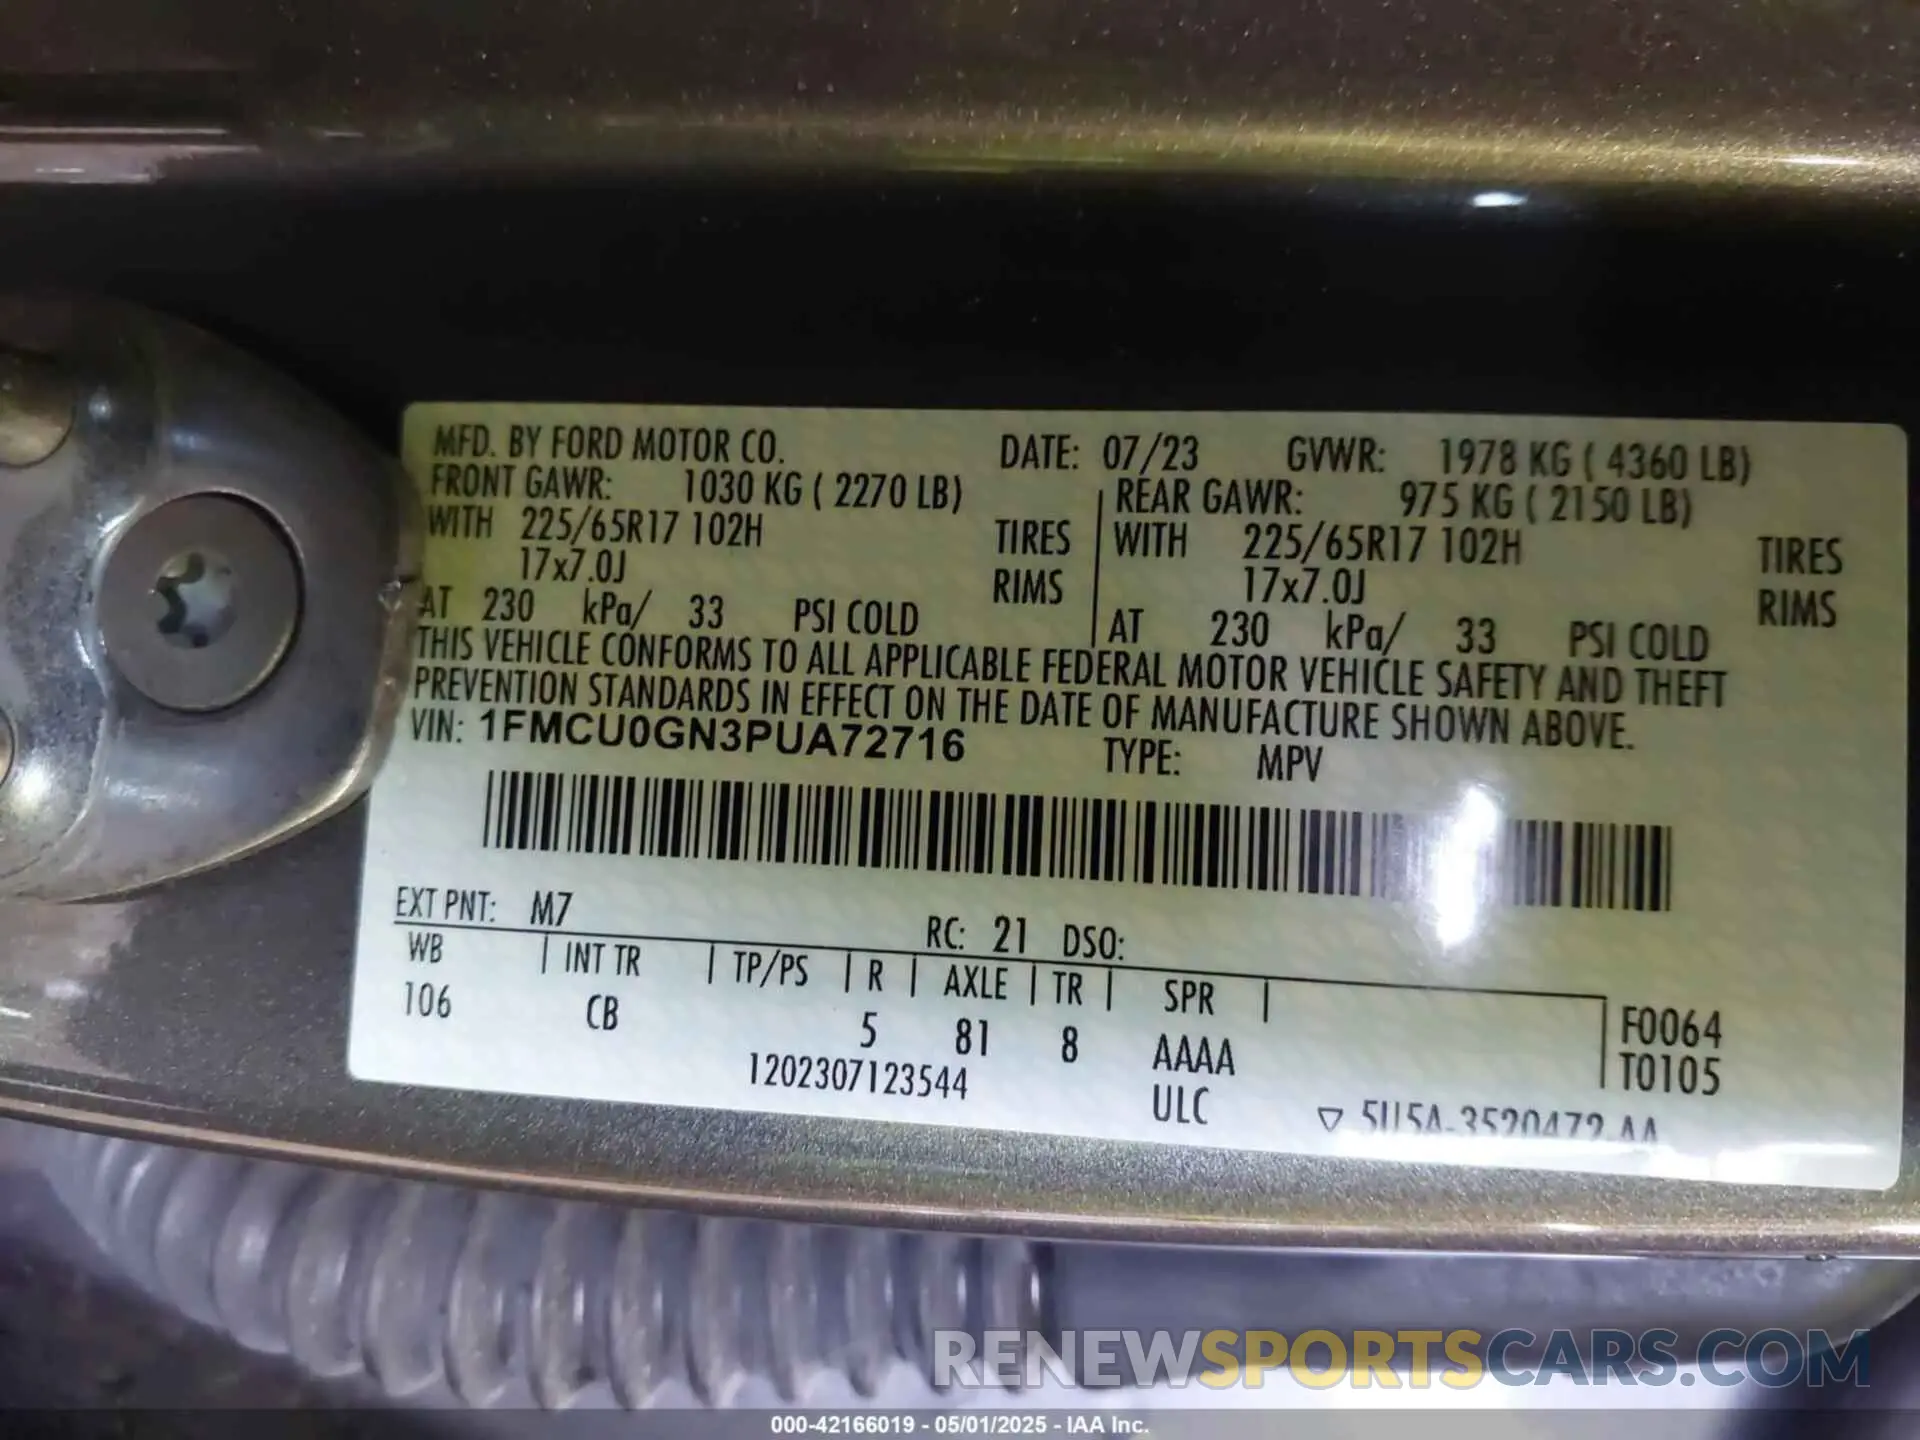 MFD. BY FORD MOTOR CO. DATE: 07/23 GVWR: 1978 KG ( 4360 LB)
FRONT GAWR: 1030 KG ( 2270 LB) REAR GAWR: 975 KG ( 2150 LB)
WITH 225/65R17 102H TIRES WITH 225/65R17 102H TIRES
17x7.0J RIMS 17x7.0J RIMS
AT 230 kPa/ 33 PSI COLD AT 230 kPa/ 33 PSI COLD
THIS VEHICLE CONFORMS TO ALL APPLICABLE FEDERAL MOTOR VEHICLE SAFETY AND THEFT
PREVENTION STANDARDS IN EFFECT ON THE DATE OF MANUFACTURE SHOWN ABOVE.
VIN: 1FMCU0GN3PUA72716 TYPE: MPV
EXT PNT: M7 RC: 21 DSO:
WB INT TR TP/PS R AXLE TR SPR
106 CB 5 81 8 AAAA F0064
1202307123544 ULC T0105
▽ 5U5A-3520472-AA
RENEWSPORTSCARS.COM
000-42166019 - 05/01/2025 - IAA Inc.